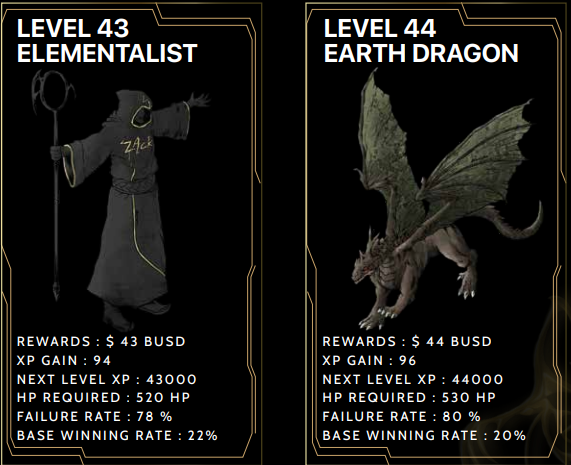 LEVEL 43
ELEMENTALIST
ZACK
REWARDS : $ 43 BUSD
XP GAIN : 94
NEXT LEVEL XP : 43000
HP REQUIRED : 520 HP
FAILURE RATE : 78 %
BASE WINNING RATE : 22%
LEVEL 44
EARTH DRAGON
REWARDS : $ 44 BUSD
XP GAIN : 96
NEXT LEVEL XP : 44000
HP REQUIRED : 530 HP
FAILURE RATE : 80 %
BASE WINNING RATE : 20%